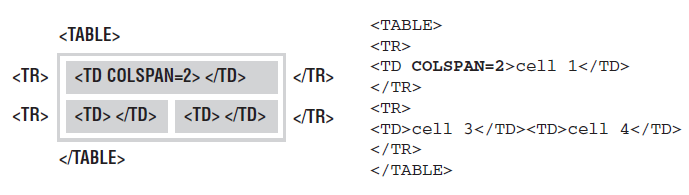 <TABLE>
<TR> <TD COLSPAN=2> </TD> </TR>
<TR> <TD> </TD> <TD> </TD> </TR>
</TABLE>
<TABLE>
<TR>
<TD COLSPAN=2>cell 1</TD>
</TR>
<TR>
<TD>cell 3</TD><TD>cell 4</TD>
</TR>
</TABLE>